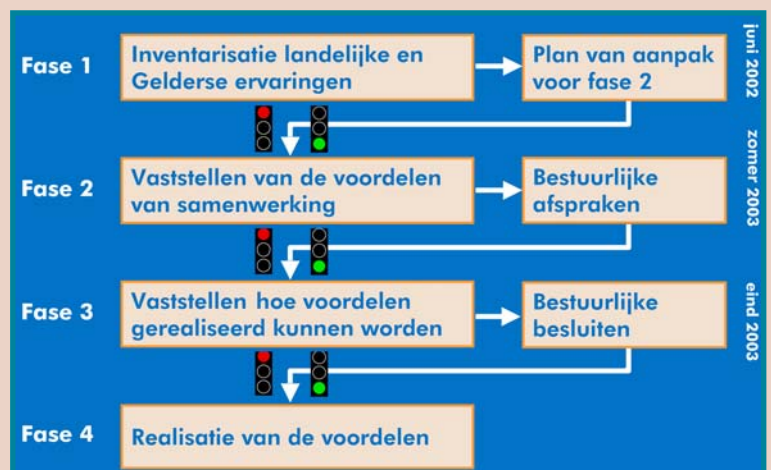 Fase 1
Inventarisatie landelijke en
Gelderse ervaringen
Plan van aanpak
voor fase 2
juni 2002
Fase 2
Vaststellen van de voordelen
van samenwerking
Bestuurlijke
afspraken
zomer 2003
Fase 3
Vaststellen hoe voordelen
gerealiseerd kunnen worden
Bestuurlijke
besluiten
eind 2003
Fase 4
Realisatie van de voordelen